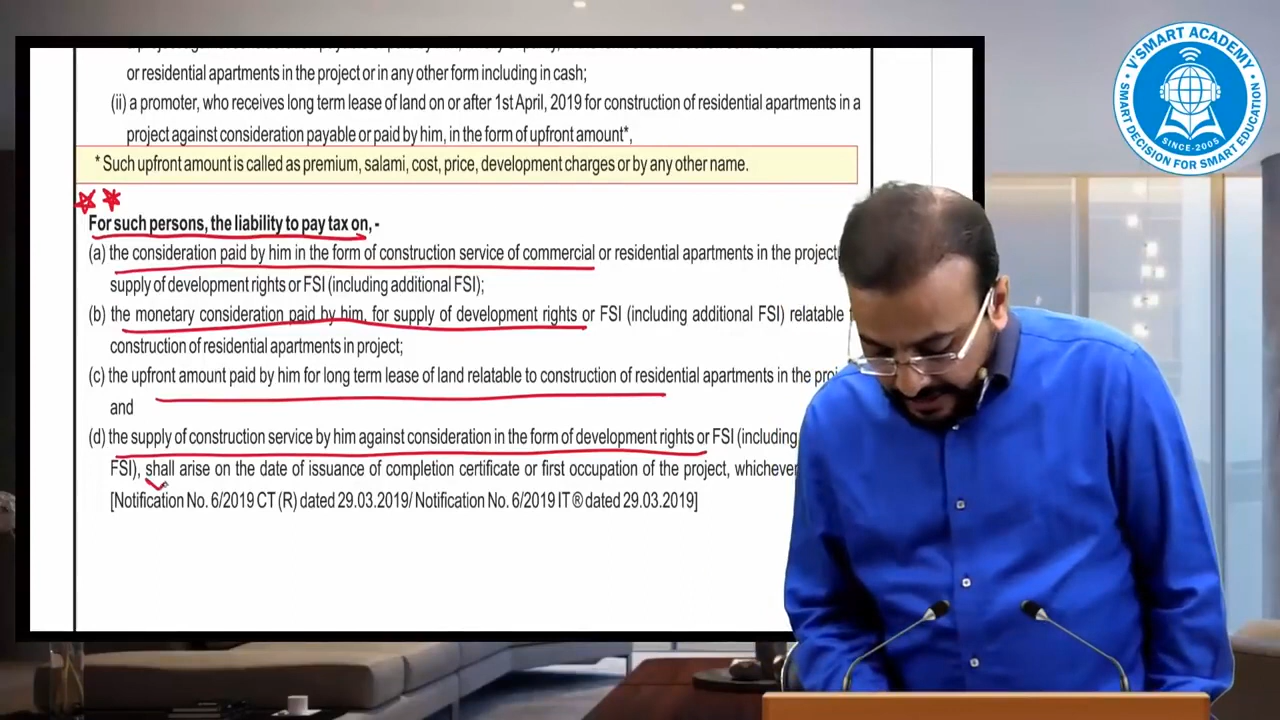 or residential apartments in the project or in any other form including in cash;
(ii) a promoter, who receives long term lease of land on or after 1st April, 2019 for construction of residential apartments in a
project against consideration payable or paid by him, in the form of upfront amount*,
* Such upfront amount is called as premium, salami, cost, price, development charges or by any other name.
For such persons, the liability to pay tax on, -
(a) the consideration paid by him in the form of construction service of commercial or residential apartments in the project,
supply of development rights or FSI (including additional FSI);
(b) the monetary consideration paid by him, for supply of development rights or FSI (including additional FSI) relatable
construction of residential apartments in project;
(c) the upfront amount paid by him for long term lease of land relatable to construction of residential apartments in the
and
(d) the supply of construction service by him against consideration in the form of development rights or FSI (including
FSI), shall arise on the date of issuance of completion certificate or first occupation of the project, whichever
[Notification No. 6/2019 CT (R) dated 29.03.2019/ Notification No. 6/2019 IT ® dated 29.03.2019]
V'SMART ACADEMY
SINCE-2005
SMART DECISION FOR SMART EDUCATION